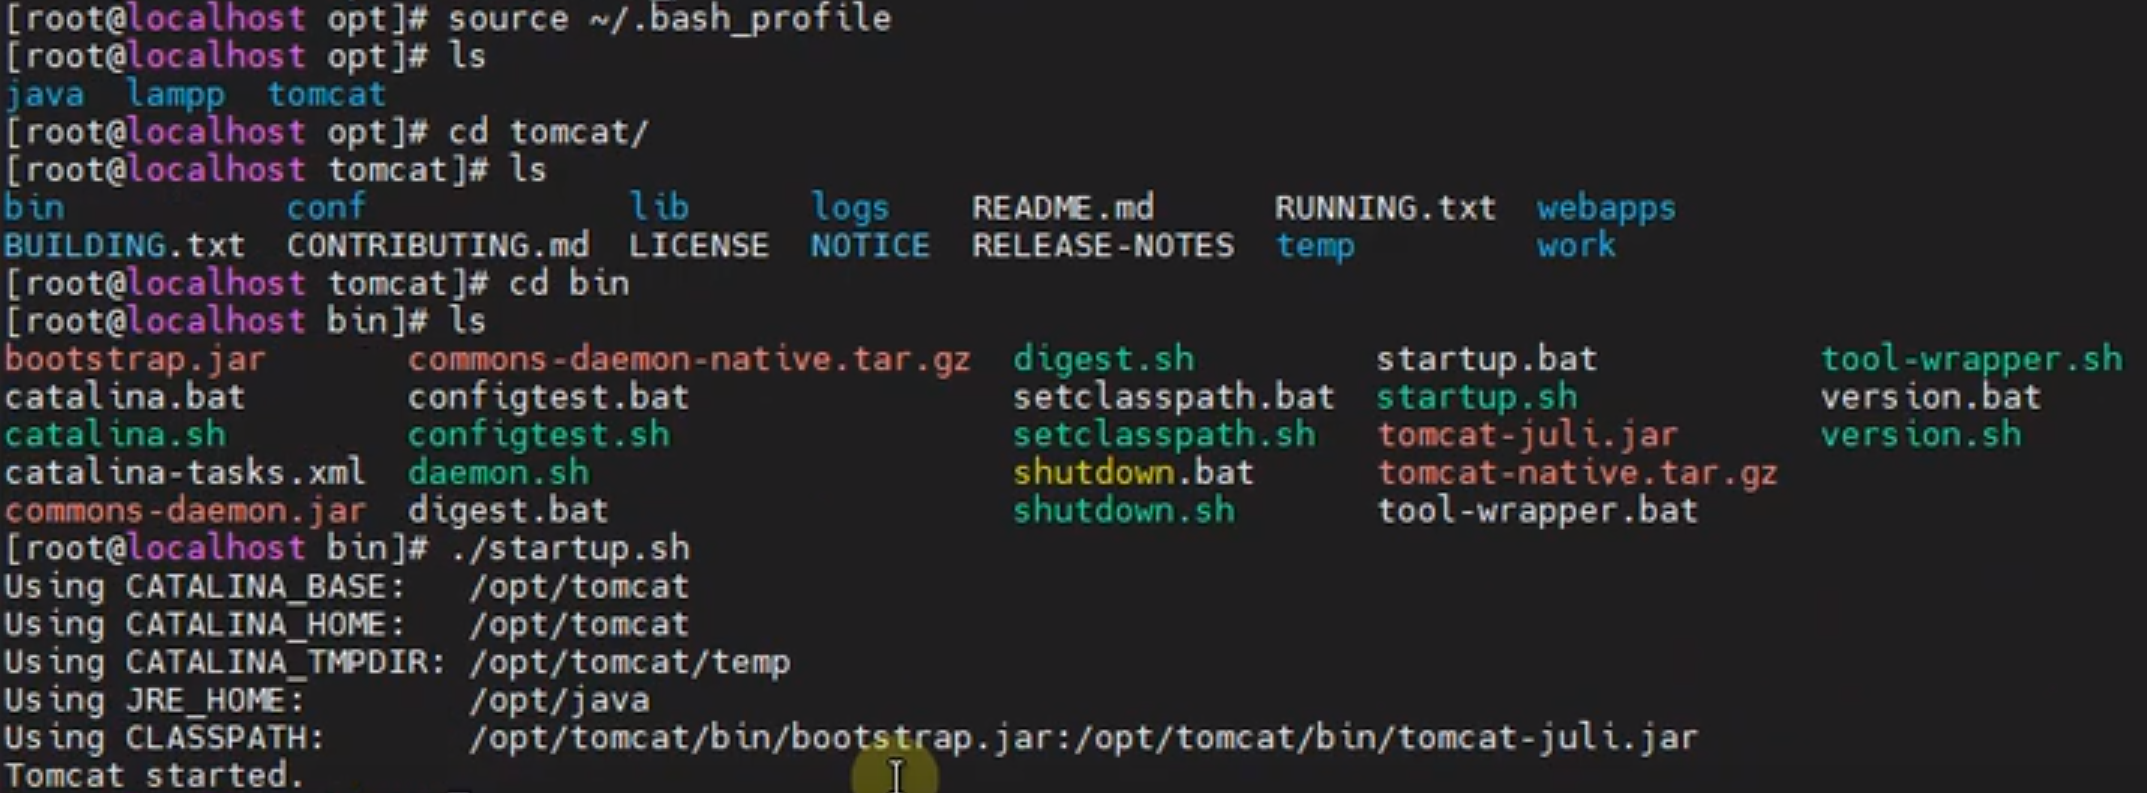 [root@localhost opt]# source ~/.bash_profile
[root@localhost opt]# ls
java  lampp  tomcat
[root@localhost opt]# cd tomcat/
[root@localhost tomcat]# ls
bin           conf             lib      logs    README.md      RUNNING.txt  webapps
BUILDING.txt  CONTRIBUTING.md  LICENSE  NOTICE  RELEASE-NOTES  temp         work
[root@localhost tomcat]# cd bin
[root@localhost bin]# ls
bootstrap.jar       commons-daemon-native.tar.gz  digest.sh         startup.bat           tool-wrapper.sh
catalina.bat        configtest.bat                setclasspath.bat  startup.sh            version.bat
catalina.sh         configtest.sh                 setclasspath.sh   tomcat-juli.jar       version.sh
catalina-tasks.xml  daemon.sh                     shutdown.bat      tomcat-native.tar.gz
commons-daemon.jar  digest.bat                    shutdown.sh       tool-wrapper.bat
[root@localhost bin]# ./startup.sh
Using CATALINA_BASE:   /opt/tomcat
Using CATALINA_HOME:   /opt/tomcat
Using CATALINA_TMPDIR: /opt/tomcat/temp
Using JRE_HOME:        /opt/java
Using CLASSPATH:       /opt/tomcat/bin/bootstrap.jar:/opt/tomcat/bin/tomcat-juli.jar
Tomcat started.